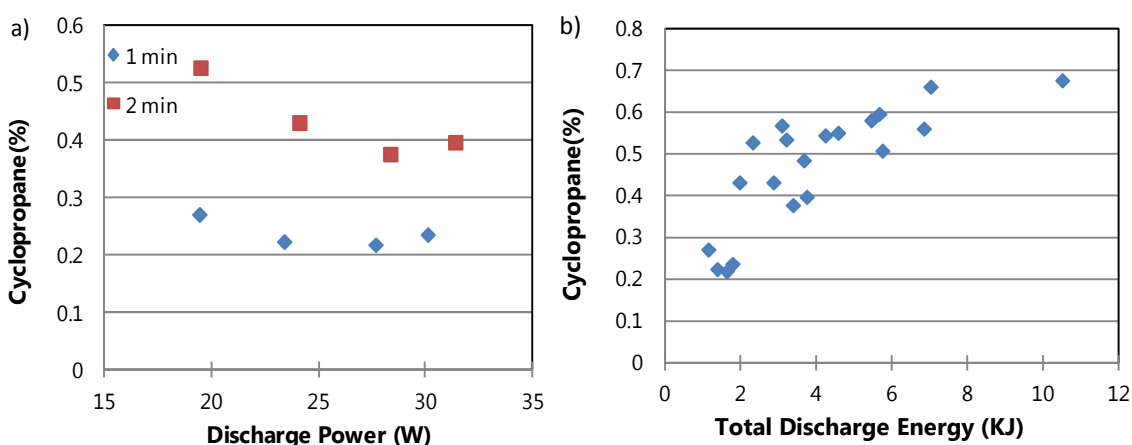 a)
Cyclopropane(%)
0.6
0.5
0.4
0.3
0.2
0.1
0
1 min
2 min
15 20 25 30 35
Discharge Power (W)
b)
Cyclopropane(%)
0.8
0.7
0.6
0.5
0.4
0.3
0.2
0.1
0
0 2 4 6 8 10 12
Total Discharge Energy (KJ)